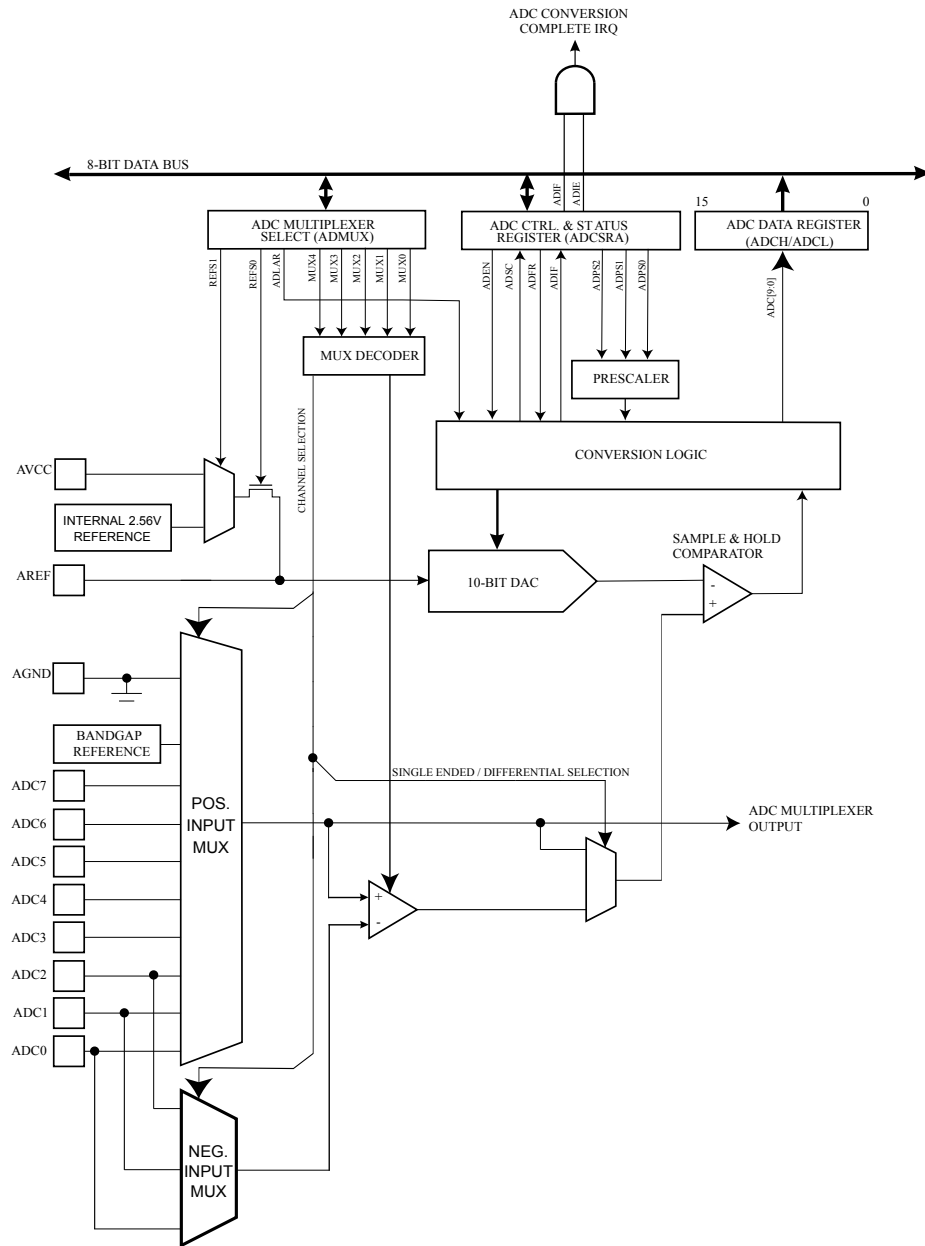 ADC CONVERSION
COMPLETE IRQ
8-BIT DATA BUS
ADIF
ADIE
15
0
ADC MULTIPLEXER
SELECT (ADMUX)
ADC CTRL. & STATUS
REGISTER (ADCSRA)
ADC DATA REGISTER
(ADCH/ADCL)
REFS1
REFS0
ADLAR
MUX4
MUX3
MUX2
MUX1
MUX0
ADEN
ADSC
ADFR
ADIF
ADPS2
ADPS1
ADPS0
ADC[9:0]
MUX DECODER
PRESCALER
CHANNEL SELECTION
CONVERSION LOGIC
AVCC
INTERNAL 2.56V
REFERENCE
SAMPLE & HOLD
COMPARATOR
AREF
10-BIT DAC
-
+
AGND
BANDGAP
REFERENCE
SINGLE ENDED / DIFFERENTIAL SELECTION
ADC7
ADC6
ADC5
ADC4
ADC3
ADC2
ADC1
ADC0
POS.
INPUT
MUX
ADC MULTIPLEXER
OUTPUT
+
-
NEG.
INPUT
MUX